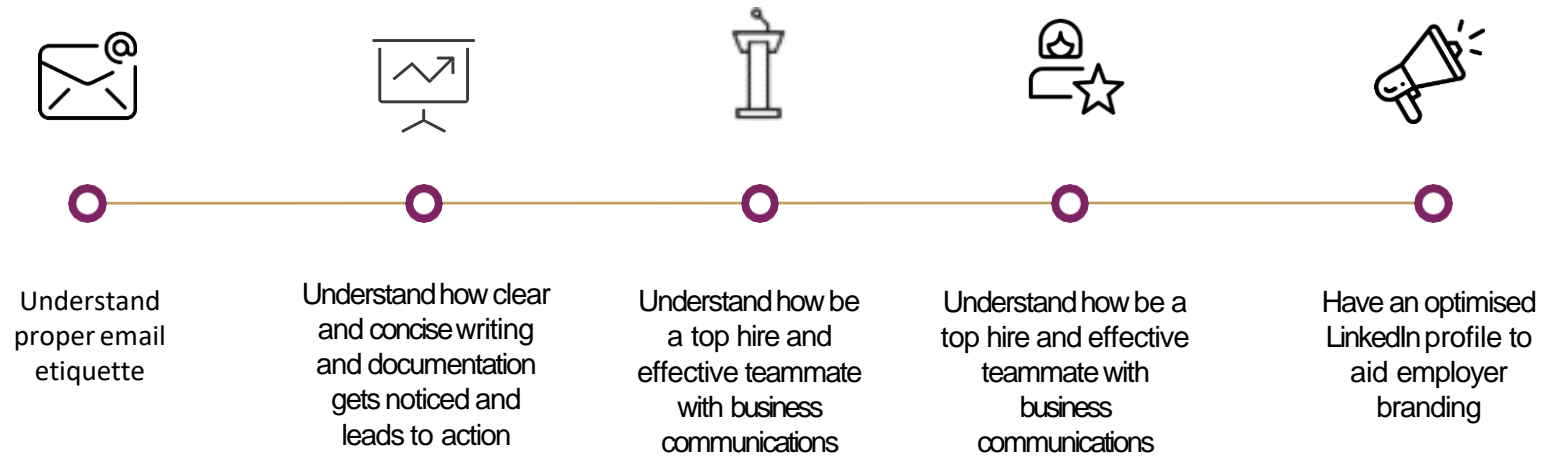 @
Understand
proper email
etiquette
Understand how clear
and concise writing
and documentation
gets noticed and
leads to action
Understand how be
a top hire and
effective teammate
with business
communications
Understand how be a
top hire and effective
teammate with
business
communications
Have an optimised
LinkedIn profile to
aid employer
branding